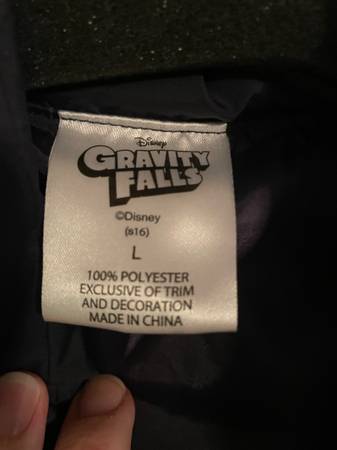 Disney
GRAVITY
FALLS
©Disney
(s16)
L
100% POLYESTER
EXCLUSIVE OF TRIM
AND DECORATION
MADE IN CHINA